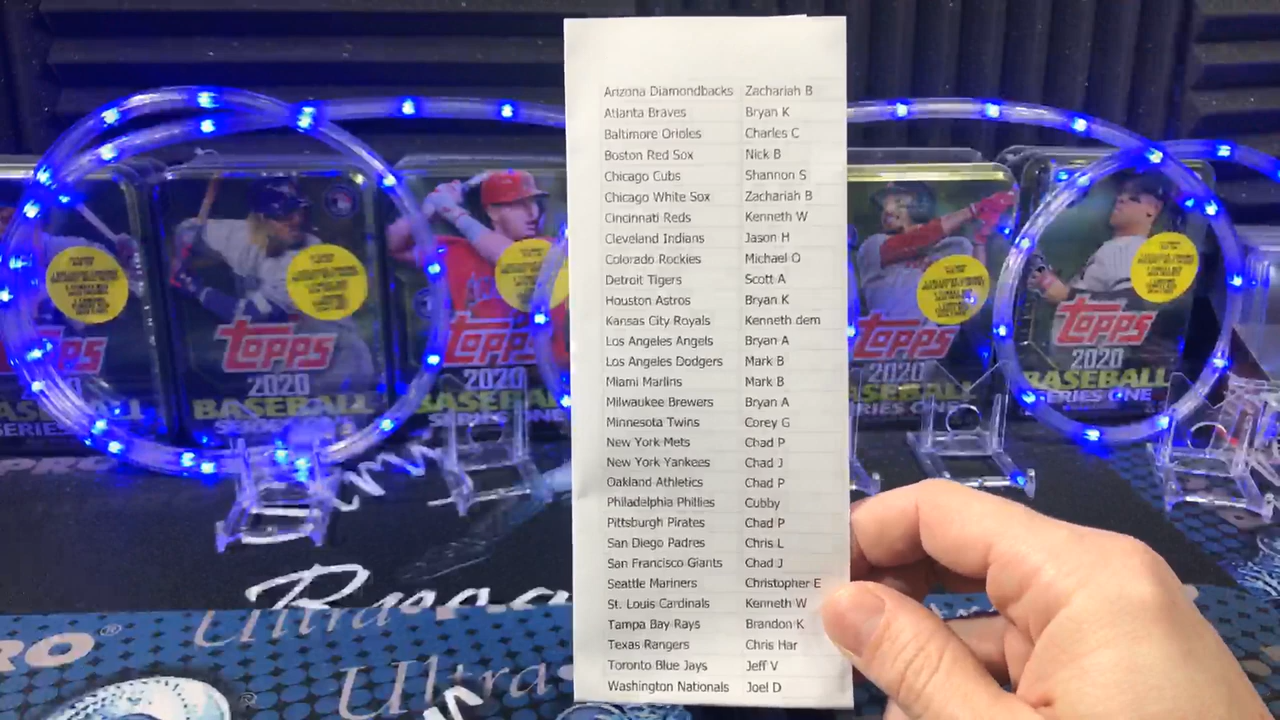 Arizona Diamondbacks Zachariah B
Atlanta Braves Bryan K
Baltimore Orioles Charles C
Boston Red Sox Nick B
Chicago Cubs Shannon S
Chicago White Sox Zachariah B
Cincinnati Reds Kenneth W
Cleveland Indians Jason H
Colorado Rockies Michael O
Detroit Tigers Scott A
Houston Astros Bryan K
Kansas City Royals Kenneth dem
Los Angeles Angels Bryan A
Los Angeles Dodgers Mark B
Miami Marlins Mark B
Milwaukee Brewers Bryan A
Minnesota Twins Corey G
New York Mets Chad P
New York Yankees Chad J
Oakland Athletics Chad P
Philadelphia Phillies Cubby
Pittsburgh Pirates Chad P
San Diego Padres Chris L
San Francisco Giants Chad J
Seattle Mariners Christopher E
St. Louis Cardinals Kenneth W
Tampa Bay Rays Brandon K
Texas Rangers Chris Har
Toronto Blue Jays Jeff V
Washington Nationals Joel D
Topps
2020
BASEBALL
Topps
2020
Topps
2020
BASEBALL
SERIES ONE
PRO
Ultra
PRO®
Ultra